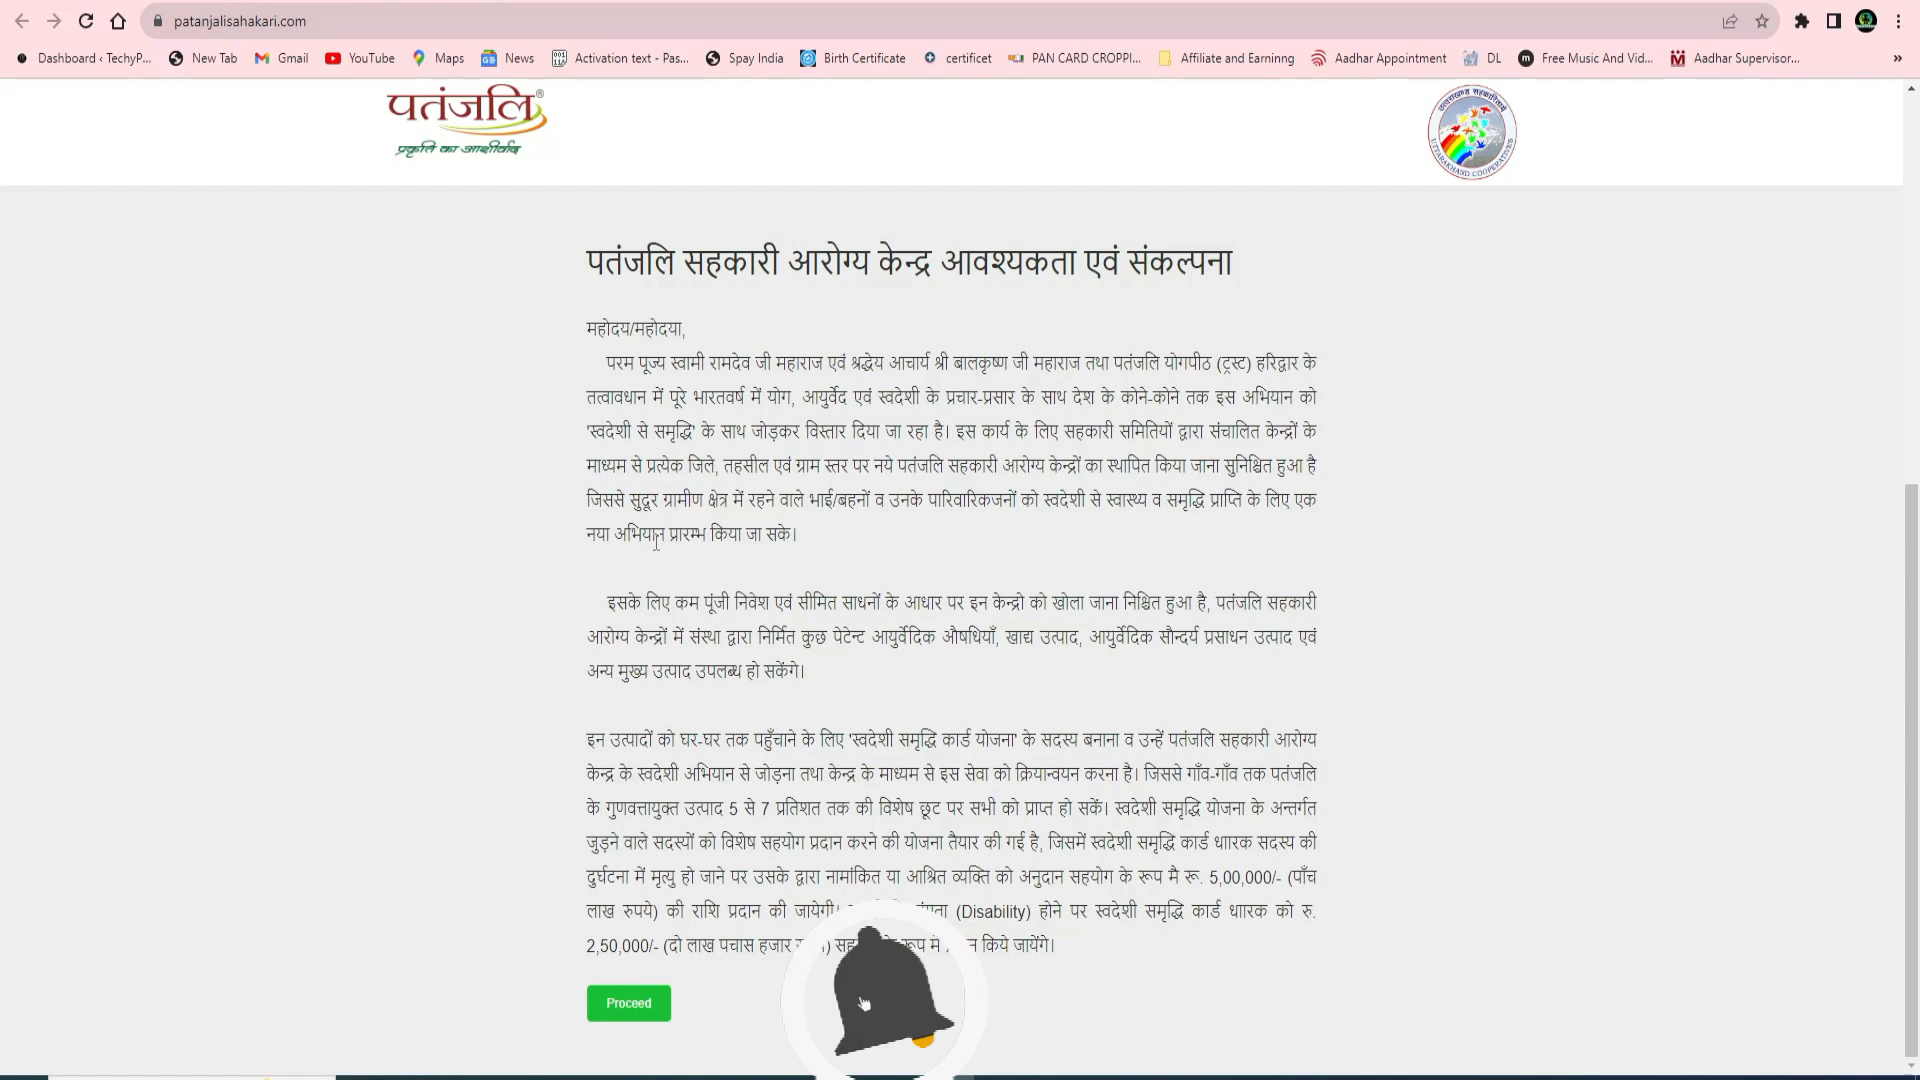 patanjalisahakari.com
Dashboard ‹ TechyP... New Tab Gmail YouTube Maps News Activation text - Pas... Spay India Birth Certificate certificet PAN CARD CROPPI... Affiliate and Earninng Aadhar Appointment DL Free Music And Vid... Aadhar Supervisor... »
पतंजलि®
प्रकृति का आशीर्वाद
उत्तराखण्ड सहकारितायें
UTTARAKHAND COOPERATIVES
पतंजलि सहकारी आरोग्य केन्द्र आवश्यकता एवं संकल्पना
महोदय/महोदया,
परम पूज्य स्वामी रामदेव जी महाराज एवं श्रद्धेय आचार्य श्री बालकृष्ण जी महाराज तथा पतंजलि योगपीठ (ट्रस्ट) हरिद्वार के
तत्वावधान में पूरे भारतवर्ष में योग, आयुर्वेद एवं स्वदेशी के प्रचार-प्रसार के साथ देश के कोने-कोने तक इस अभियान को
'स्वदेशी से समृद्धि' के साथ जोड़कर विस्तार दिया जा रहा है। इस कार्य के लिए सहकारी समितियों द्वारा संचालित केन्द्रों के
माध्यम से प्रत्येक जिले, तहसील एवं ग्राम स्तर पर नये पतंजलि सहकारी आरोग्य केन्द्रों का स्थापित किया जाना सुनिश्चित हुआ है
जिससे सुदूर ग्रामीण क्षेत्र में रहने वाले भाई/बहनों व उनके पारिवारिकजनों को स्वदेशी से स्वास्थ्य व समृद्धि प्राप्ति के लिए एक
नया अभियान प्रारम्भ किया जा सके।
इसके लिए कम पूंजी निवेश एवं सीमित साधनों के आधार पर इन केन्द्रो को खोला जाना निश्चित हुआ है, पतंजलि सहकारी
आरोग्य केन्द्रों में संस्था द्वारा निर्मित कुछ पेटेन्ट आयुर्वेदिक औषधियाँ, खाद्य उत्पाद, आयुर्वेदिक सौन्दर्य प्रसाधन उत्पाद एवं
अन्य मुख्य उत्पाद उपलब्ध हो सकेंगे।
इन उत्पादों को घर-घर तक पहुँचाने के लिए 'स्वदेशी समृद्धि कार्ड योजना' के सदस्य बनाना व उन्हें पतंजलि सहकारी आरोग्य
केन्द्र के स्वदेशी अभियान से जोड़ना तथा केन्द्र के माध्यम से इस सेवा को क्रियान्वयन करना है। जिससे गाँव-गाँव तक पतंजलि
के गुणवत्तायुक्त उत्पाद 5 से 7 प्रतिशत तक की विशेष छूट पर सभी को प्राप्त हो सकें। स्वदेशी समृद्धि योजना के अन्तर्गत
जुड़ने वाले सदस्यों को विशेष सहयोग प्रदान करने की योजना तैयार की गई है, जिसमें स्वदेशी समृद्धि कार्ड धाारक सदस्य की
दुर्घटना में मृत्यु हो जाने पर उसके द्वारा नामांकित या आश्रित व्यक्ति को अनुदान सहयोग के रूप मै रू. 5,00,000/- (पाँच
लाख रुपये) की राशि प्रदान की जायेगी। (Disability) होने पर स्वदेशी समृद्धि कार्ड धाारक को रु.
2,50,000/- (दो लाख पचास हजार रूप मे किये जायेंगे।
Proceed